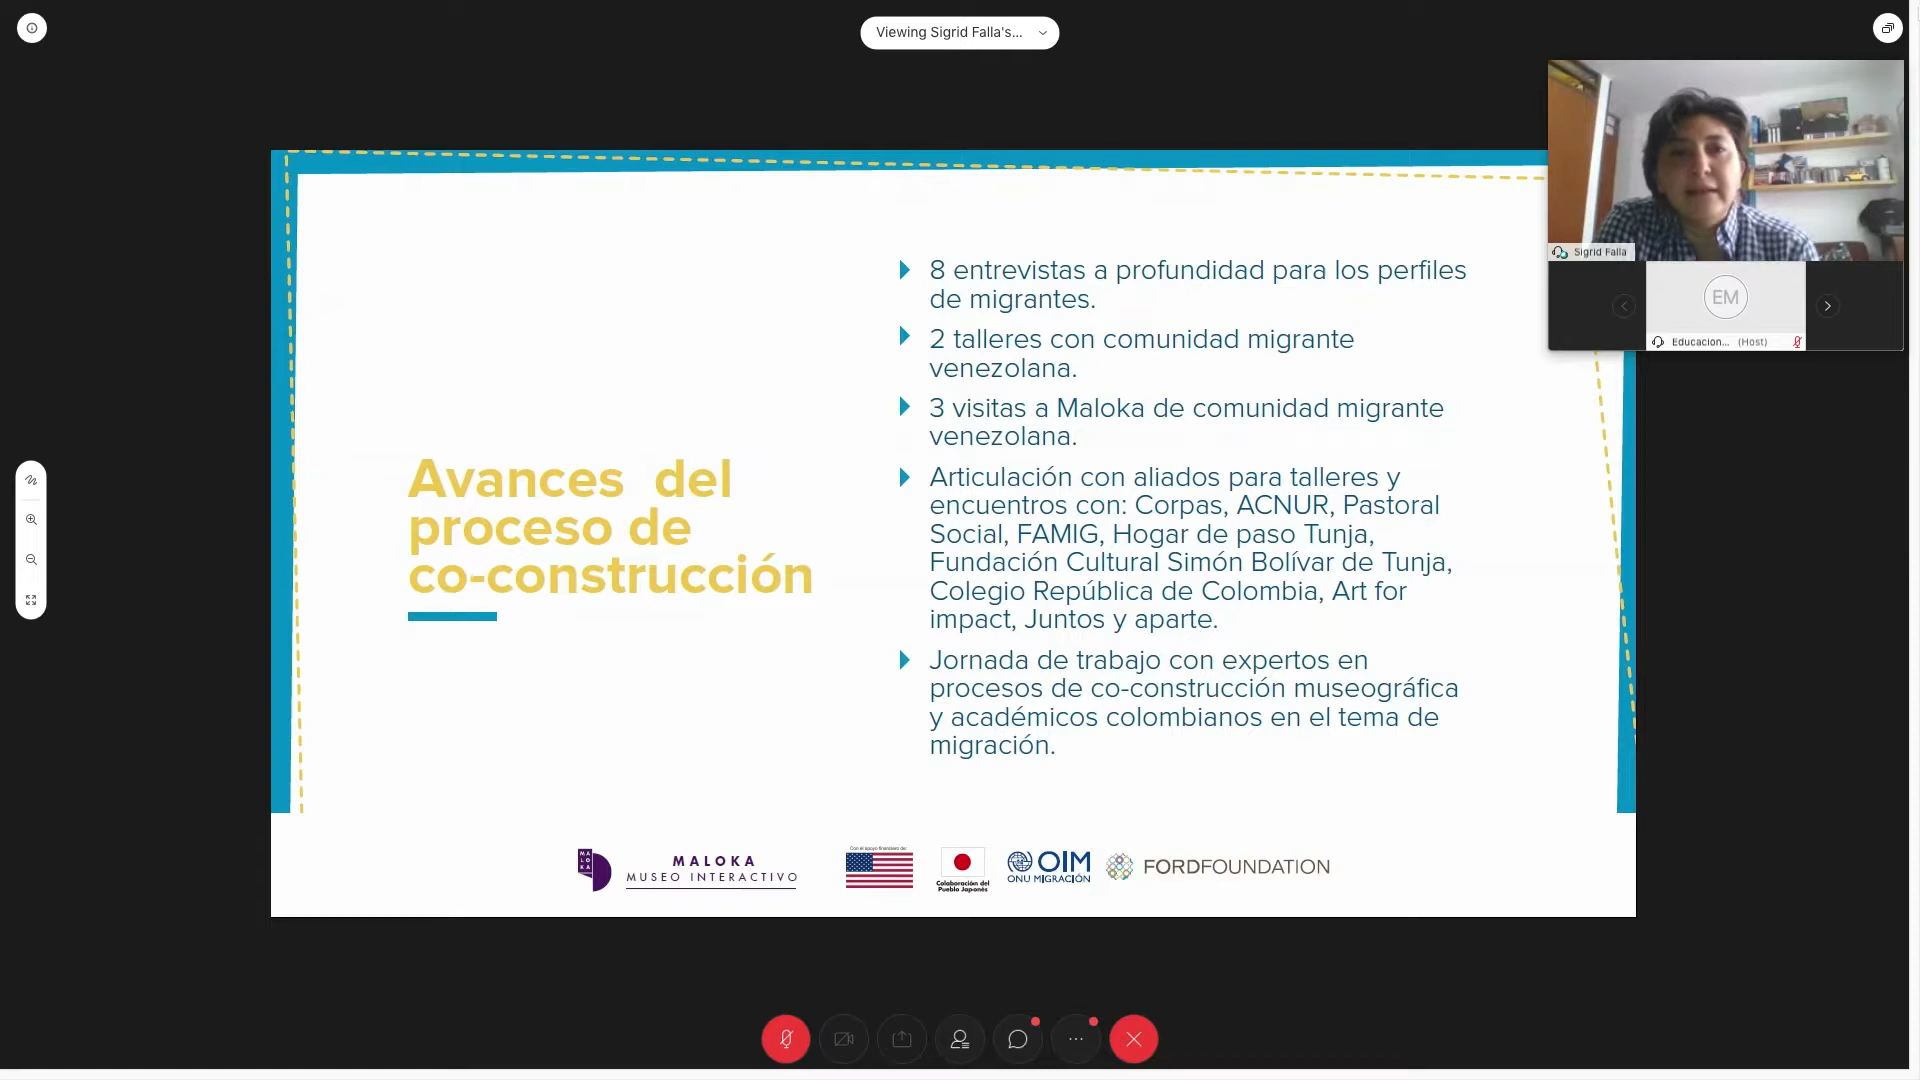 Viewing Sigrid Falla's...
Sigrid Falla
EM
Educacion... (Host)
Avances del
proceso de
co-construcción
8 entrevistas a profundidad para los perfiles
de migrantes.
2 talleres con comunidad migrante
venezolana.
3 visitas a Maloka de comunidad migrante
venezolana.
Articulación con aliados para talleres y
encuentros con: Corpas, ACNUR, Pastoral
Social, FAMIG, Hogar de paso Tunja,
Fundación Cultural Simón Bolívar de Tunja,
Colegio República de Colombia, Art for
impact, Juntos y aparte.
Jornada de trabajo con expertos en
procesos de co-construcción museográfica
y académicos colombianos en el tema de
migración.
MALOKA
MALOKA
MUSEO INTERACTIVO
Con el apoyo financiero de:
Colaboración del
Pueblo Japonés
OIM
ONU MIGRACIÓN
FORDFOUNDATION